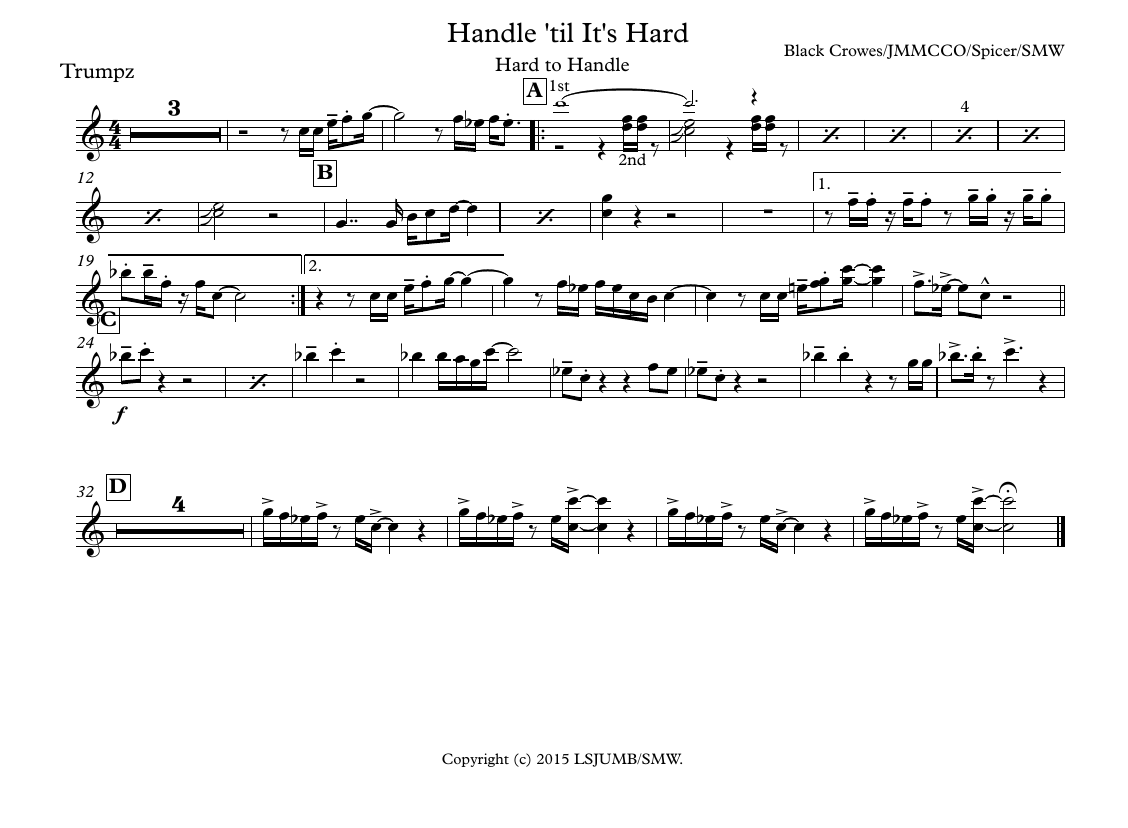 Handle 'til It's Hard
Hard to Handle
Black Crowes/JMMCCO/Spicer/SMW
Trumpz
3
A 1st
2nd
4
12
B
1.
19
2.
C
24
f
32
D
4
Copyright (c) 2015 LSJUMB/SMW.